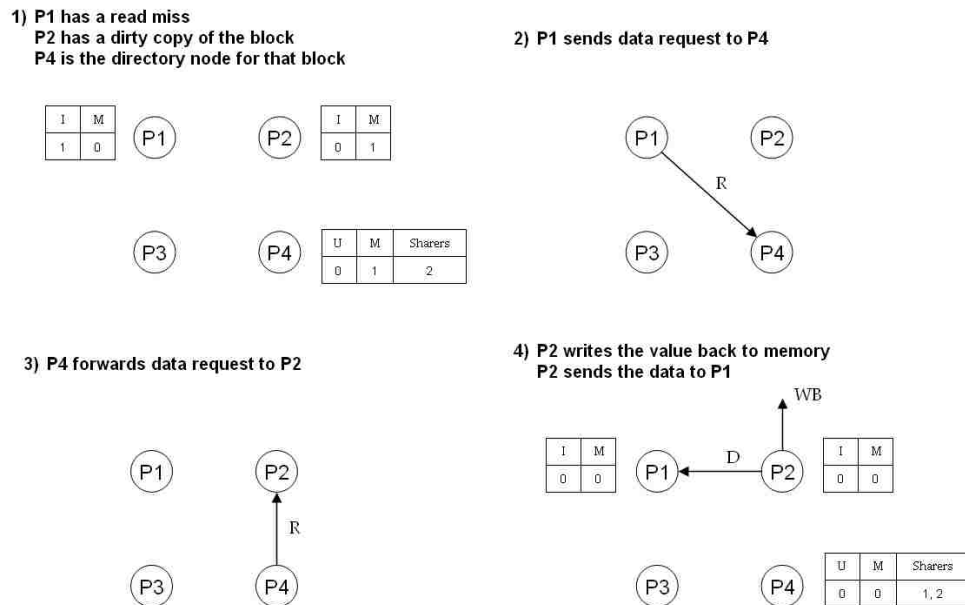 1) P1 has a read miss
P2 has a dirty copy of the block
P4 is the directory node for that block
I M
1 0
P1
P2
I M
0 1
P3
P4
U M Sharers
0 1 2
2) P1 sends data request to P4
P1
P2
R
P3
P4
3) P4 forwards data request to P2
P1
P2
R
P3
P4
4) P2 writes the value back to memory
P2 sends the data to P1
WB
I M
0 0
P1
D
P2
I M
0 0
P3
P4
U M Sharers
0 0 1, 2